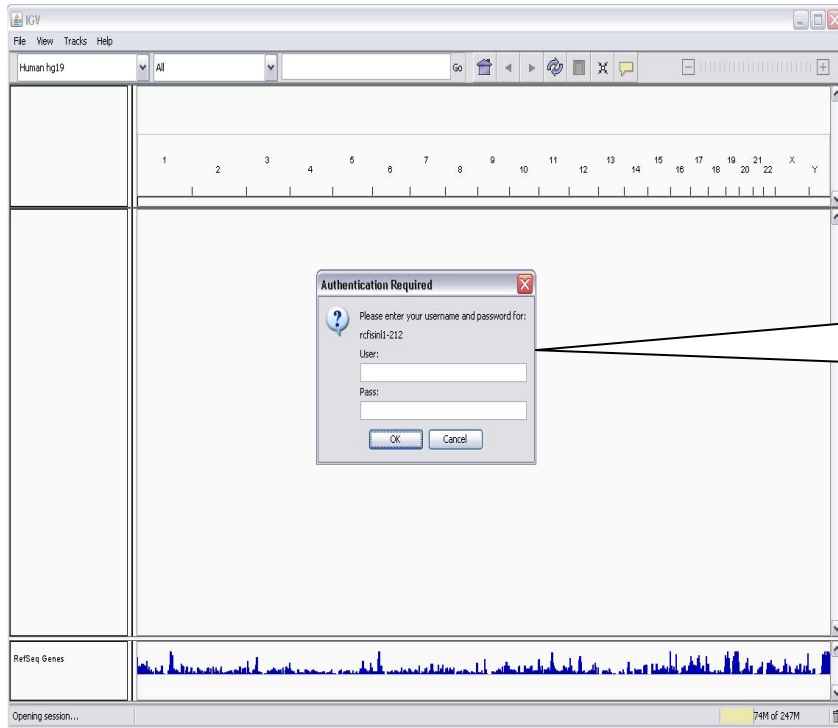 IGV
File View Tracks Help
Human hg19 All Go
1 2 3 4 5 6 7 8 9 10 11 12 13 14 15 16 17 18 19 20 21 22 X Y
Authentication Required
Please enter your username and password for:
rcfisinl1-212
User:
Pass:
OK Cancel
RefSeq Genes
Opening session... 74M of 247M